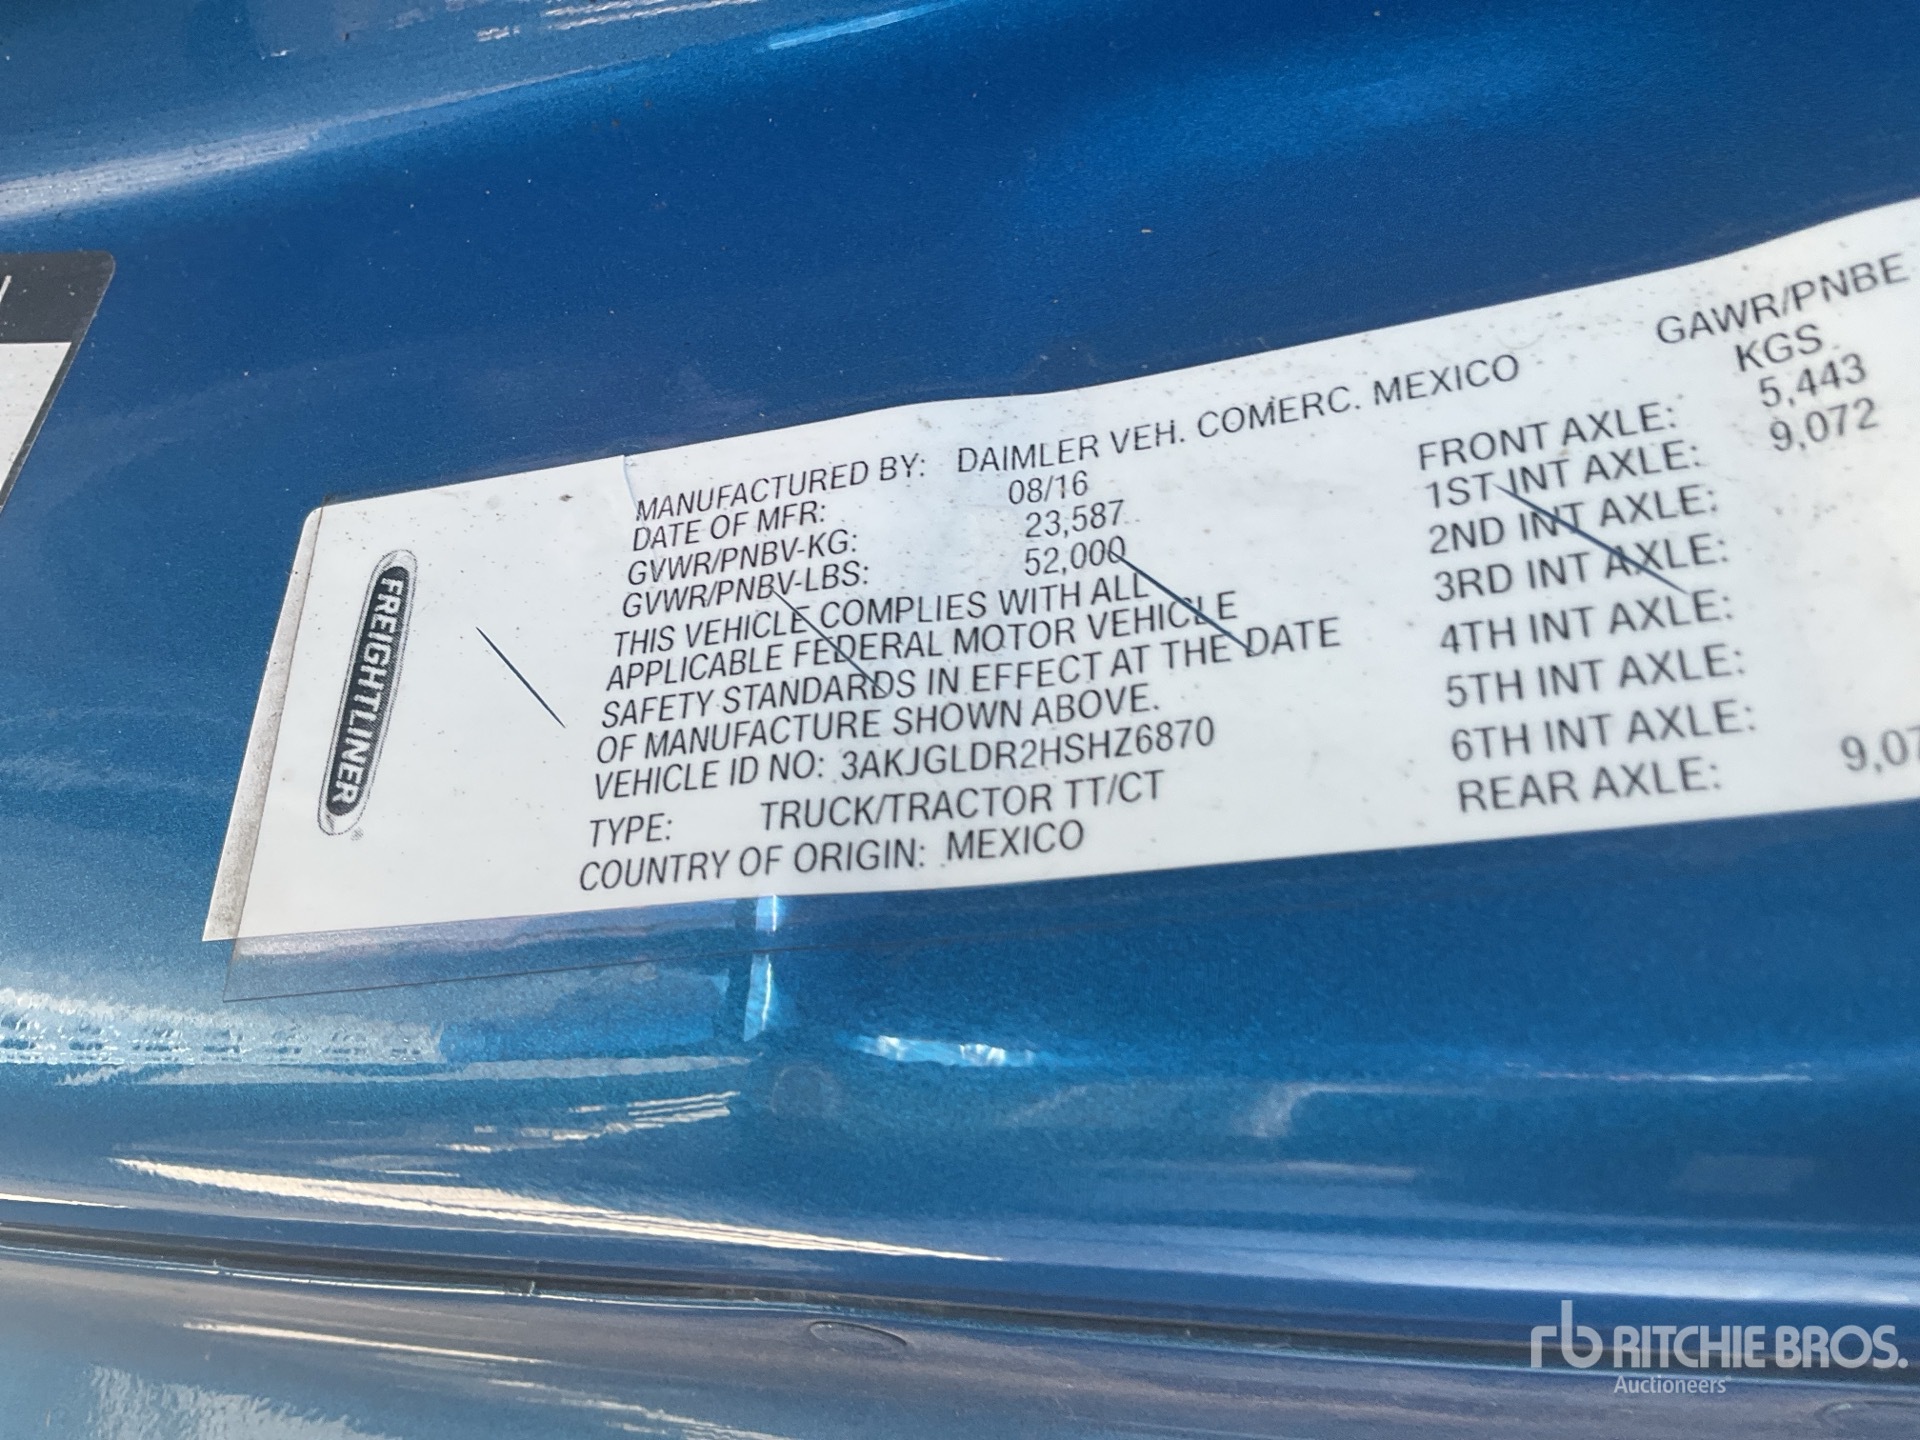 FREIGHTLINER
MANUFACTURED BY: DAIMLER VEH. COMERC. MEXICO
DATE OF MFR: 08/16
GVWR/PNBV-KG: 23,587
GVWR/PNBV-LBS: 52,000
THIS VEHICLE COMPLIES WITH ALL
APPLICABLE FEDERAL MOTOR VEHICLE
SAFETY STANDARDS IN EFFECT AT THE DATE
OF MANUFACTURE SHOWN ABOVE.
VEHICLE ID NO: 3AKJGLDR2HSHZ6870
TYPE: TRUCK/TRACTOR TT/CT
COUNTRY OF ORIGIN: MEXICO
GAWR/PNBE
KGS
FRONT AXLE: 5,443
1ST INT AXLE: 9,072
2ND INT AXLE:
3RD INT AXLE:
4TH INT AXLE:
5TH INT AXLE:
6TH INT AXLE:
REAR AXLE: 9,07
rb RITCHIE BROS.
Auctioneers